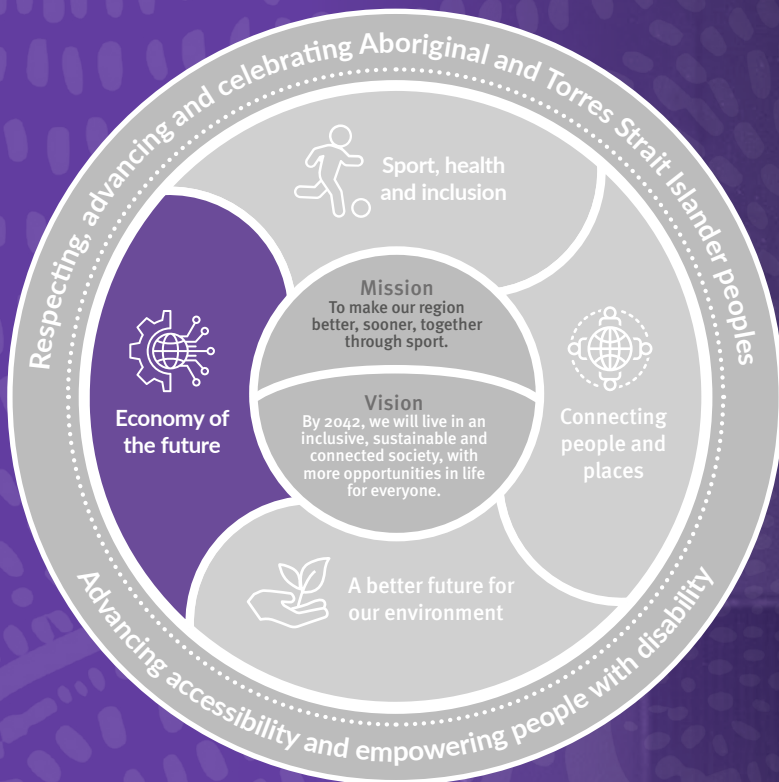 Respecting, advancing and celebrating Aboriginal and Torres Strait Islander peoples
Sport, health
and inclusion
Mission
To make our region
better, sooner, together
through sport.
Economy of
the future
Vision
By 2042, we will live in an
inclusive, sustainable and
connected society, with
more opportunities in life
for everyone.
Connecting
people and
places
A better future for
our environment
Advancing accessibility and empowering people with disability